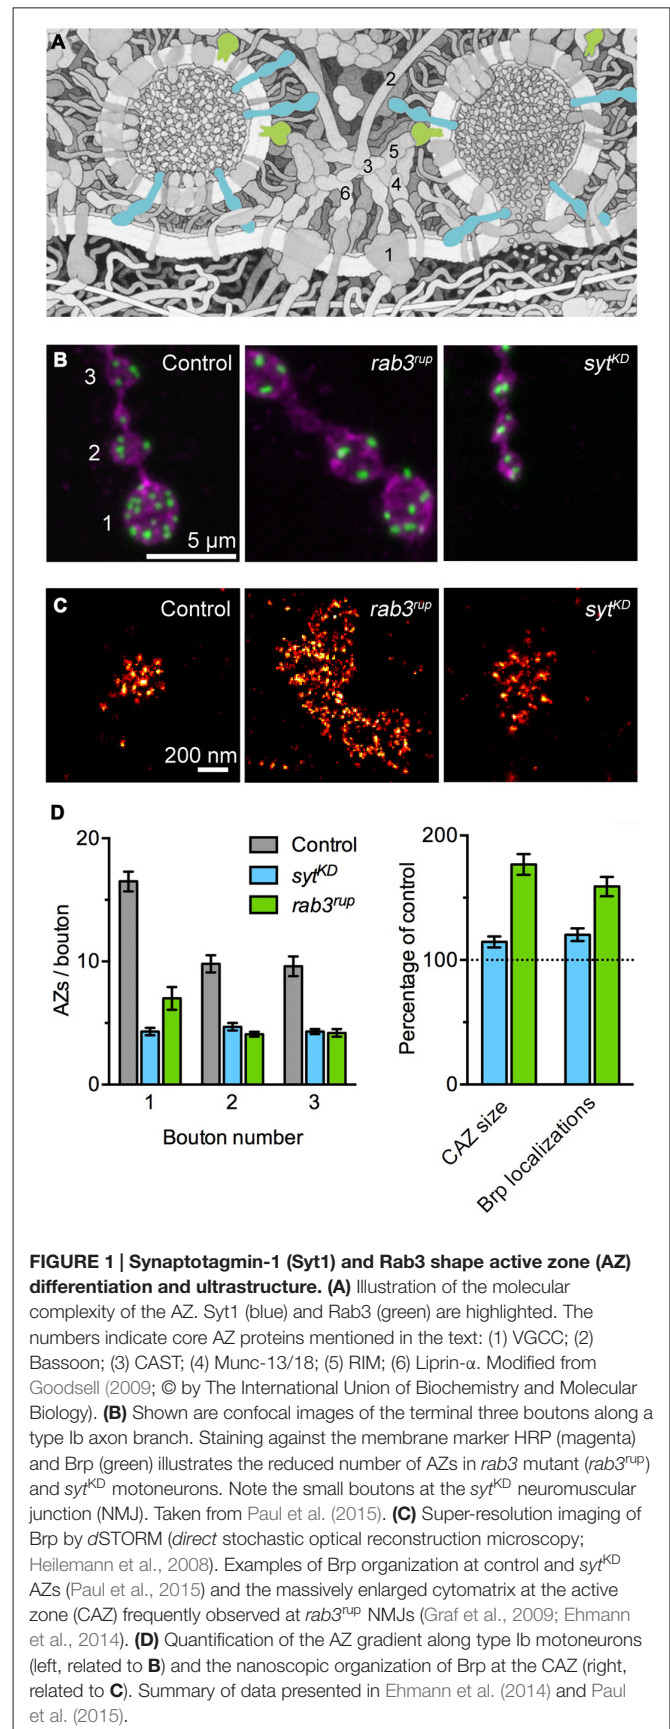 A
2
5
3
4
6
1
B
Control
rab3rup
sytKD
3
2
1
5 µm
C
Control
rab3rup
sytKD
200 nm
D
20
10
0
AZs / bouton
Control
sytKD
rab3rup
1 2 3
Bouton number
200
100
0
Percentage of control
CAZ size
Brp localizations
FIGURE 1 | Synaptotagmin-1 (Syt1) and Rab3 shape active zone (AZ)
differentiation and ultrastructure. (A) Illustration of the molecular
complexity of the AZ. Syt1 (blue) and Rab3 (green) are highlighted. The
numbers indicate core AZ proteins mentioned in the text: (1) VGCC; (2)
Bassoon; (3) CAST; (4) Munc-13/18; (5) RIM; (6) Liprin-α. Modified from
Goodsell (2009; © by The International Union of Biochemistry and Molecular
Biology). (B) Shown are confocal images of the terminal three boutons along a
type Ib axon branch. Staining against the membrane marker HRP (magenta)
and Brp (green) illustrates the reduced number of AZs in rab3 mutant (rab3rup)
and sytKD motoneurons. Note the small boutons at the sytKD neuromuscular
junction (NMJ). Taken from Paul et al. (2015). (C) Super-resolution imaging of
Brp by dSTORM (direct stochastic optical reconstruction microscopy;
Heilemann et al., 2008). Examples of Brp organization at control and sytKD
AZs (Paul et al., 2015) and the massively enlarged cytomatrix at the active
zone (CAZ) frequently observed at rab3rup NMJs (Graf et al., 2009; Ehmann
et al., 2014). (D) Quantification of the AZ gradient along type Ib motoneurons
(left, related to B) and the nanoscopic organization of Brp at the CAZ (right,
related to C). Summary of data presented in Ehmann et al. (2014) and Paul
et al. (2015).